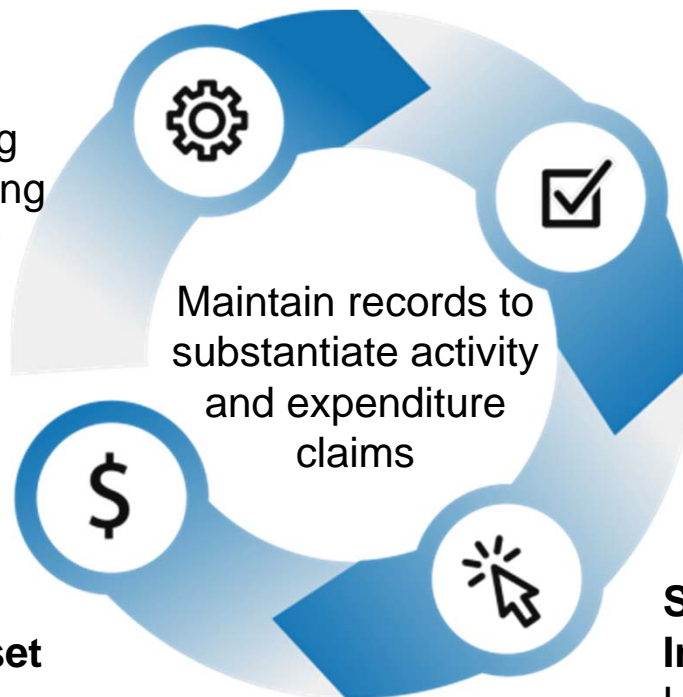 Maintain records to
substantiate activity
and expenditure
claims
$